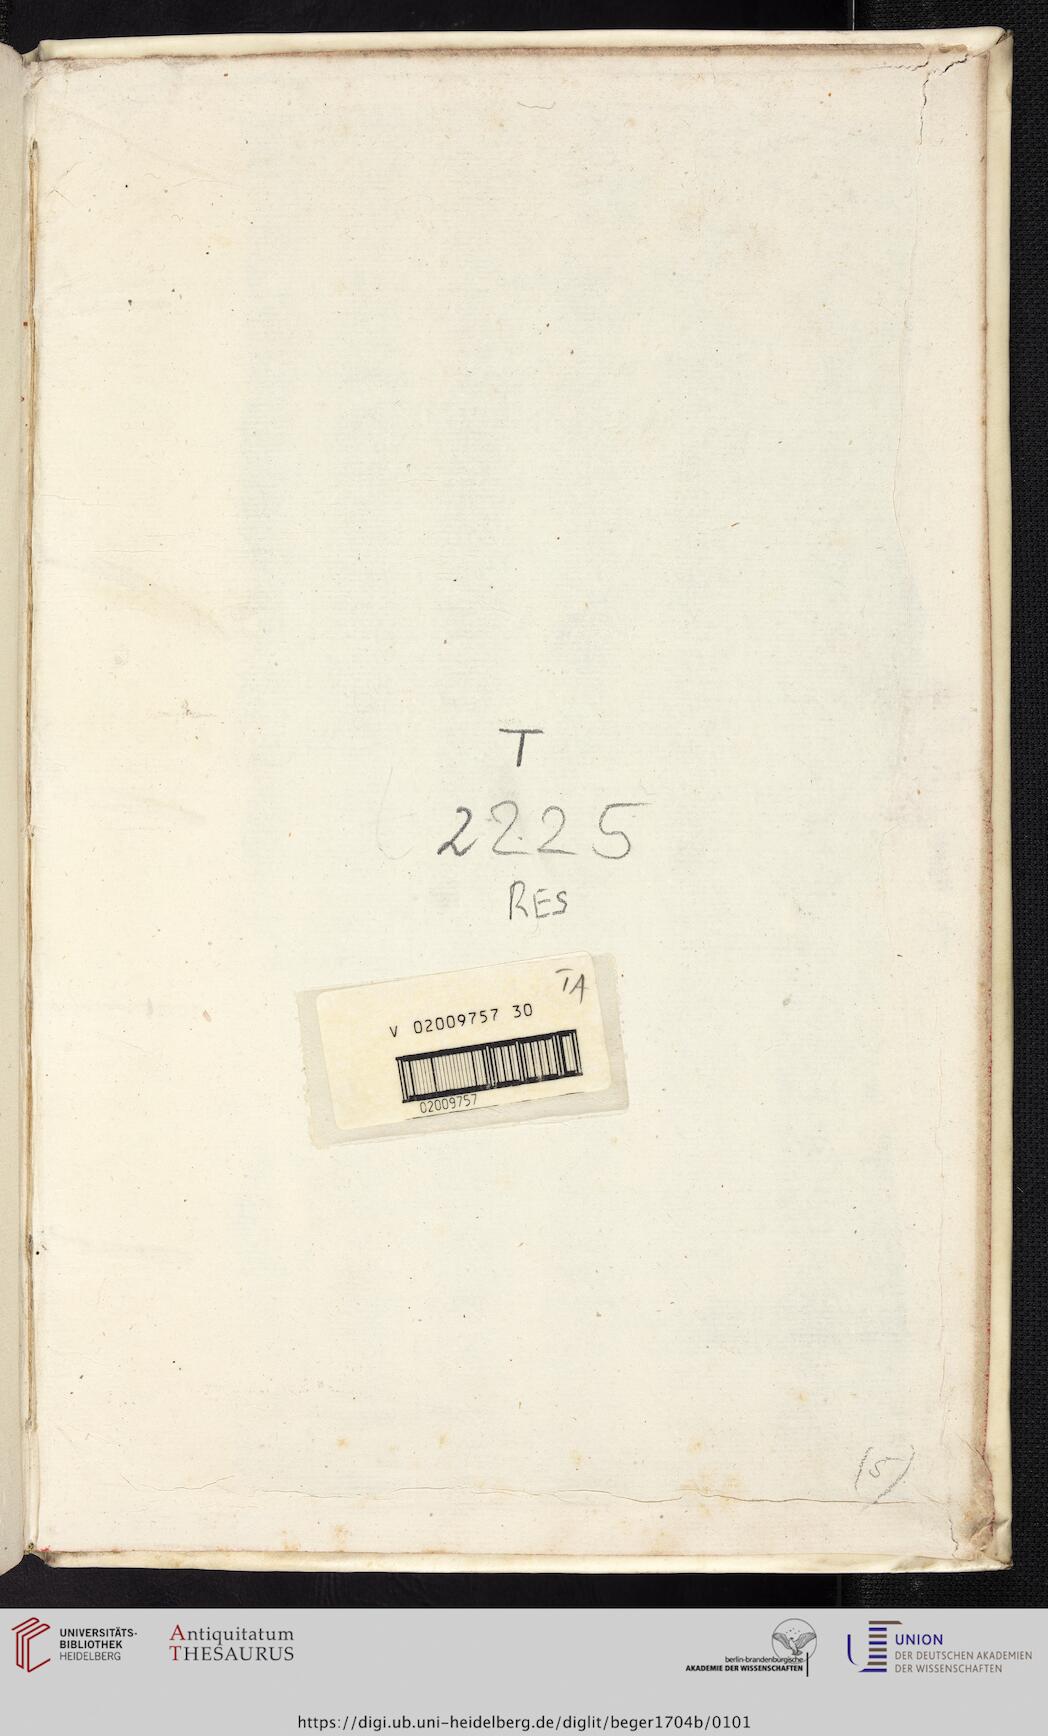 T
2225
RES
TA
V 02009757 30
02009757
(5)
UNIVERSITÄTS-
BIBLIOTHEK
HEIDELBERG
Antiquitatum
THESAURUS
berlin-brandenburgische
AKADEMIE DER WISSENSCHAFTEN
UNION
DER DEUTSCHEN AKADEMIEN
DER WISSENSCHAFTEN
https://digi.ub.uni-heidelberg.de/diglit/beger1704b/0101